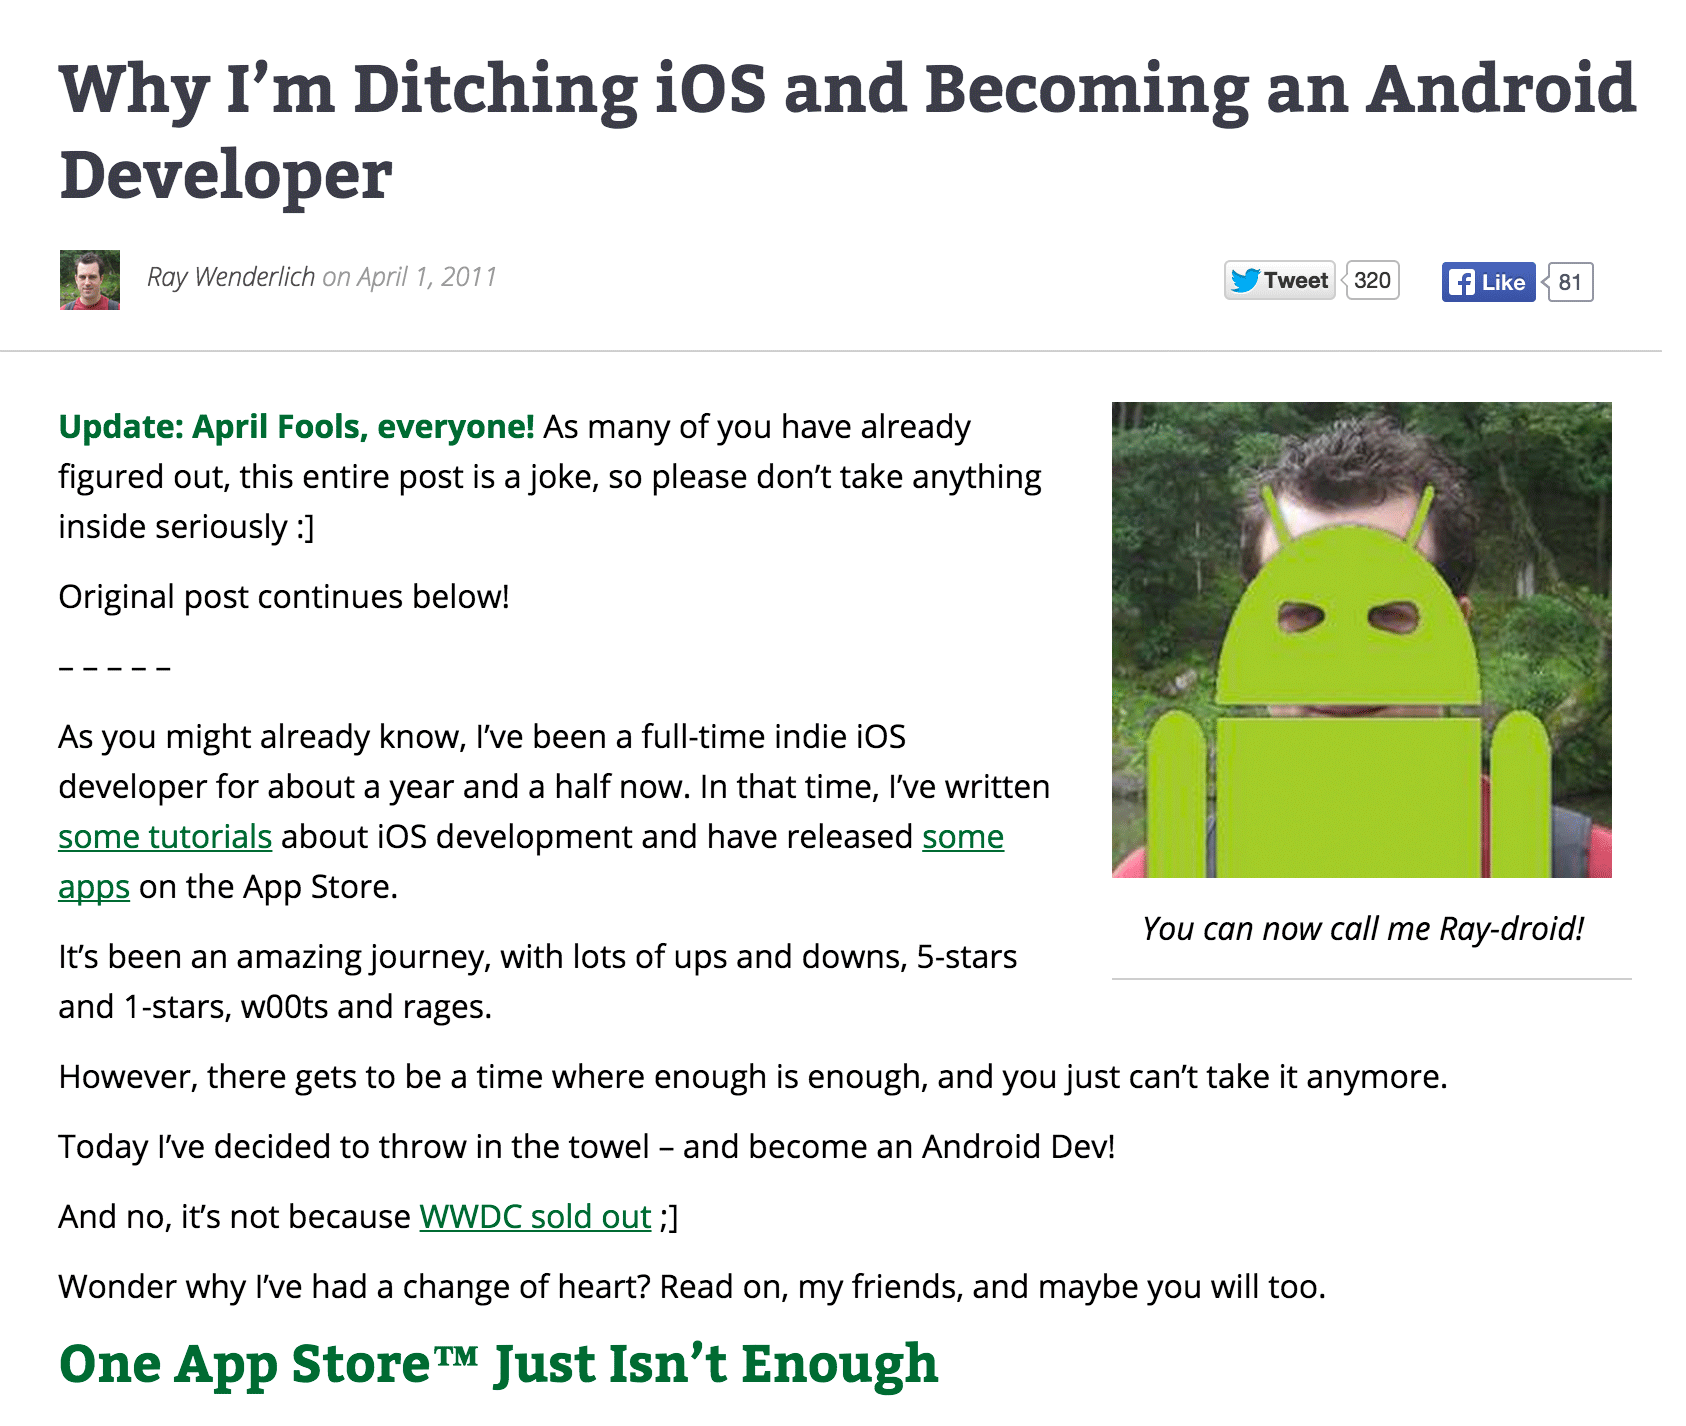 Why I’m Ditching iOS and Becoming an Android
Developer
Ray Wenderlich on April 1, 2011
Tweet 320
Like 81
Update: April Fools, everyone! As many of you have already
figured out, this entire post is a joke, so please don’t take anything
inside seriously :]
Original post continues below!
– – – – –
As you might already know, I’ve been a full-time indie iOS
developer for about a year and a half now. In that time, I’ve written
some tutorials about iOS development and have released some
apps on the App Store.
You can now call me Ray-droid!
It’s been an amazing journey, with lots of ups and downs, 5-stars
and 1-stars, w00ts and rages.
However, there gets to be a time where enough is enough, and you just can’t take it anymore.
Today I’ve decided to throw in the towel – and become an Android Dev!
And no, it’s not because WWDC sold out ;]
Wonder why I’ve had a change of heart? Read on, my friends, and maybe you will too.
One App Store™ Just Isn’t Enough